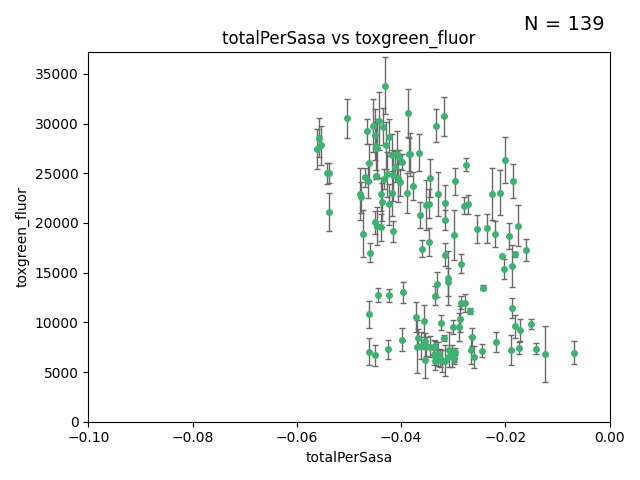 N = 139
totalPerSasa vs toxgreen_fluor
35000
30000
25000
20000
15000
10000
5000
0
toxgreen_fluor
−0.10 −0.08 −0.06 −0.04 −0.02 0.00
totalPerSasa